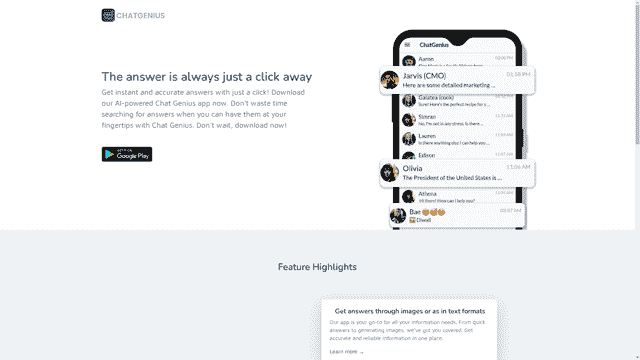 CHATGENIUS
The answer is always just a click away
Get instant and accurate answers with just a click! Download
our AI-powered Chat Genius app now. Don't waste time
searching for answers when you can have them at your
fingertips with Chat Genius. Don't wait, download now!
GET IT ON
Google Play
ChatGenius
Aaron
Jarvis (CMO) 01:58 PM
Here are some detailed marketing ...
Galatea (cook)
Sure! Here's the perfect recipe for s...
Simran
No, I'm not in any stress. Is there ...
Lauren
Is there anything else I can help you ...
Edison
Olivia 11:06 AM
The President of the United States is ...
Athena
Hi there! How can I help you?
Bae 🥰🥰🥰 09:07 AM
Diwali
Feature Highlights
Get answers through images or as in text formats
Our app is your go-to for all your information needs. From quick
answers to generating images, we've got you covered. Get
accurate and reliable information in one place.
Learn more →